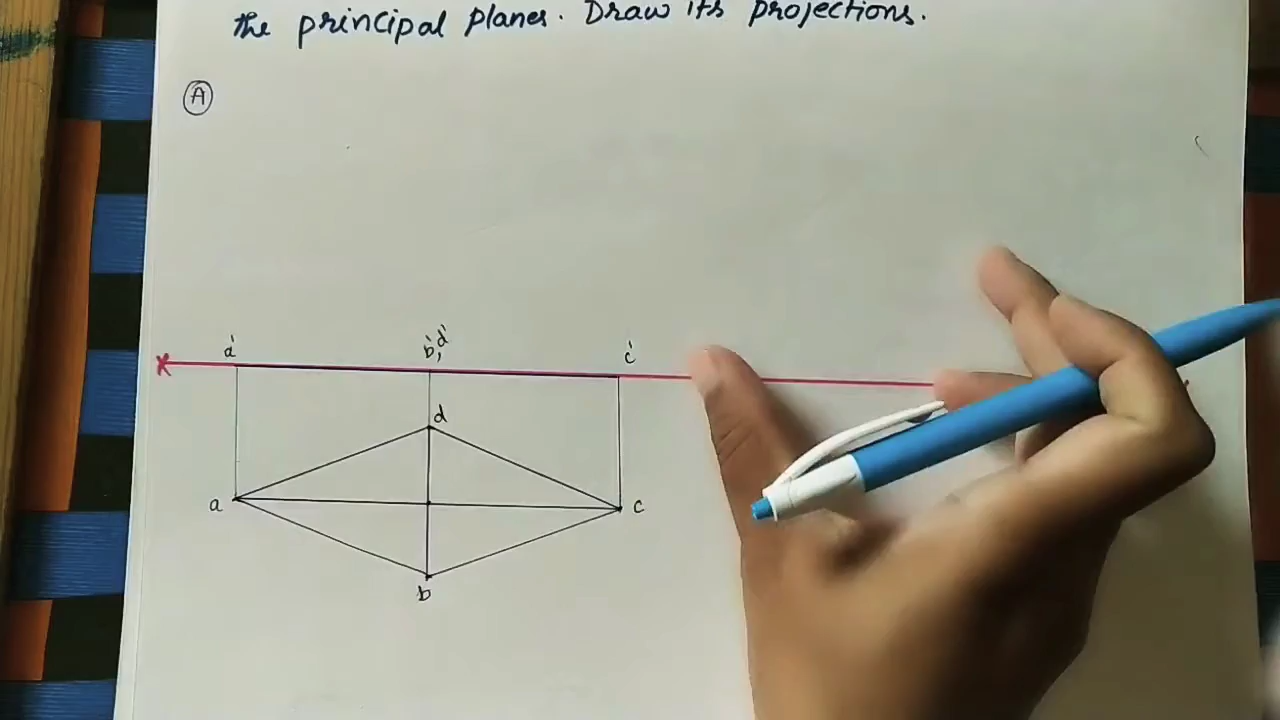 the principal planes. Draw its projections.
A
a' b', d' c'
X
d
a c
b